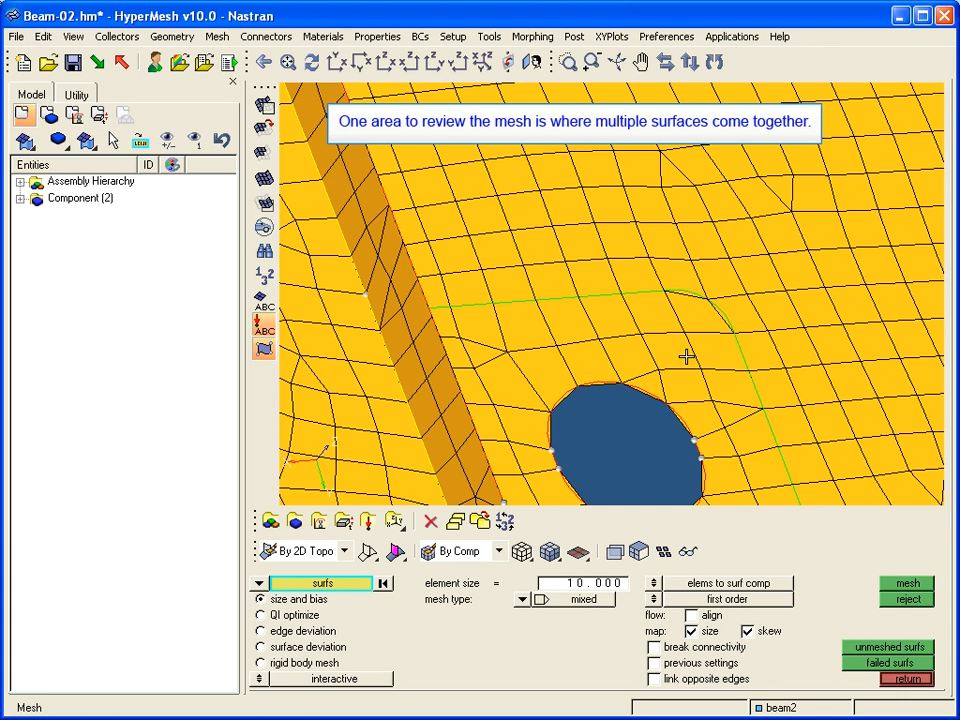 Beam-02.hm* - HyperMesh v10.0 - Nastran
File Edit View Collectors Geometry Mesh Connectors Materials Properties BCs Setup Tools Morphing Post XYPlots Preferences Applications Help
Model Utility
Entities ID
Assembly Hierarchy
Component (2)
One area to review the mesh is where multiple surfaces come together.
1 2 3
ABC
ABC
By 2D Topo By Comp
surfs element size = 10.000 elems to surf comp mesh
size and bias mesh type: mixed first order reject
QI optimize flow: align
edge deviation map: size skew
surface deviation break connectivity unmeshed surfs
rigid body mesh previous settings failed surfs
interactive link opposite edges return
Mesh beam2